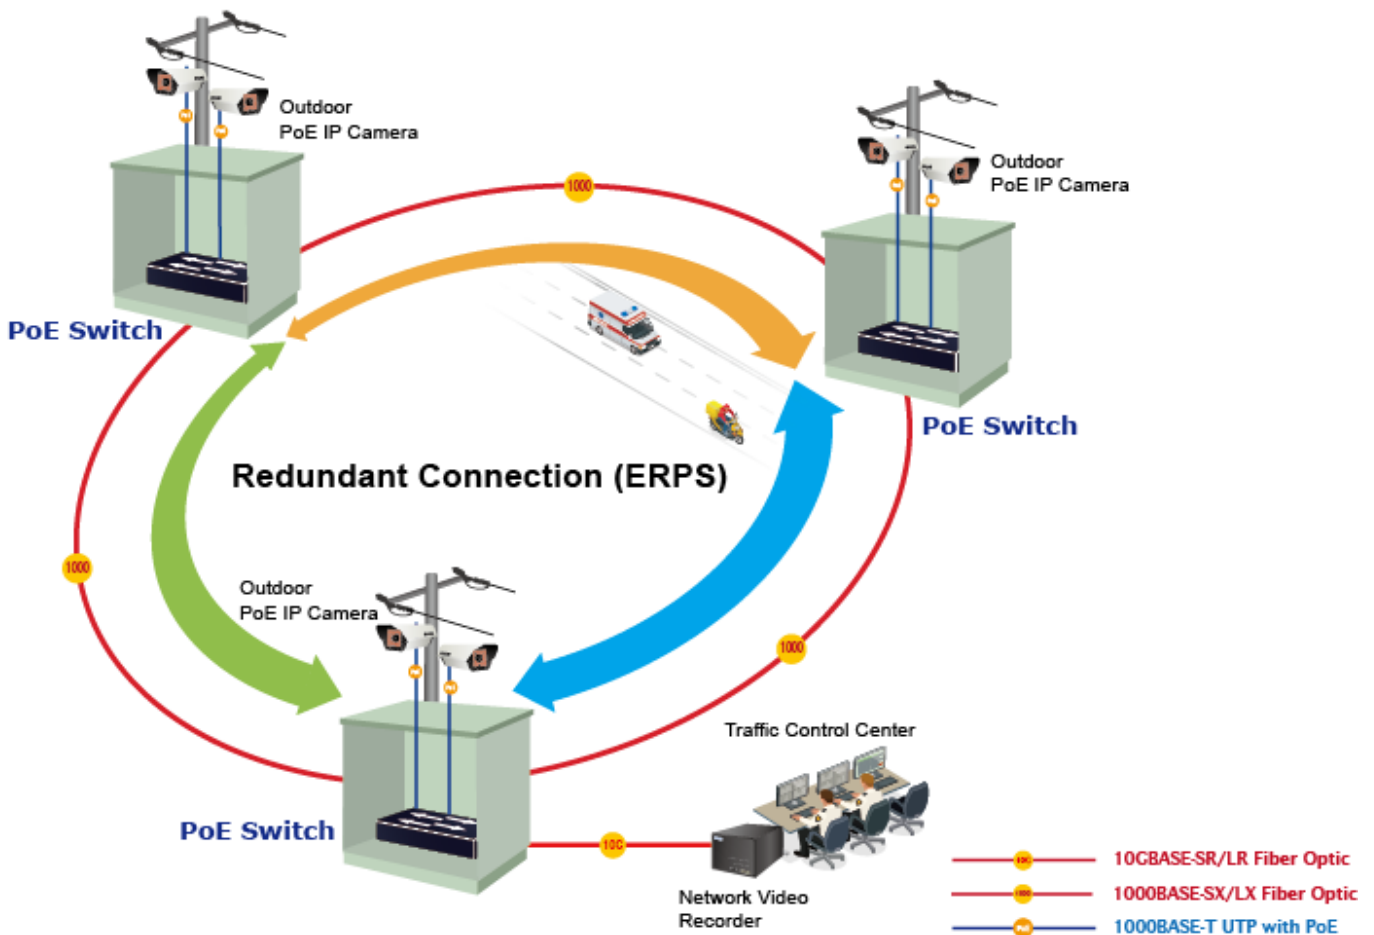 Outdoor
PoE IP Camera
1000
Outdoor
PoE IP Camera
PoE Switch
PoE Switch
Redundant Connection (ERPS)
1000
Outdoor
PoE IP Camera
1000
Traffic Control Center
PoE Switch
10G
Network Video
Recorder
10GBASE-SR/LR Fiber Optic
1000BASE-SX/LX Fiber Optic
1000BASE-T UTP with PoE